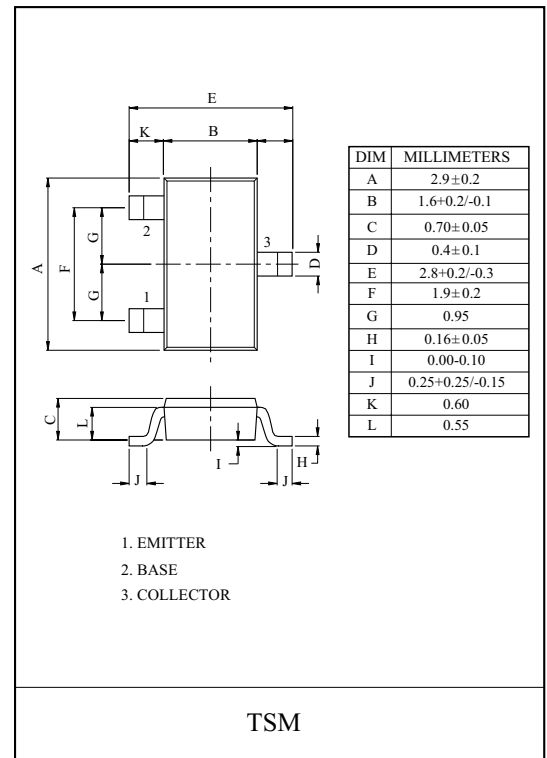 E
K B
A
F
G
G
2
1
3
D
C
L
J
I
H
J
DIM MILLIMETERS
A 2.9±0.2
B 1.6+0.2/-0.1
C 0.70±0.05
D 0.4±0.1
E 2.8+0.2/-0.3
F 1.9±0.2
G 0.95
H 0.16±0.05
I 0.00-0.10
J 0.25+0.25/-0.15
K 0.60
L 0.55
1. EMITTER
2. BASE
3. COLLECTOR
TSM